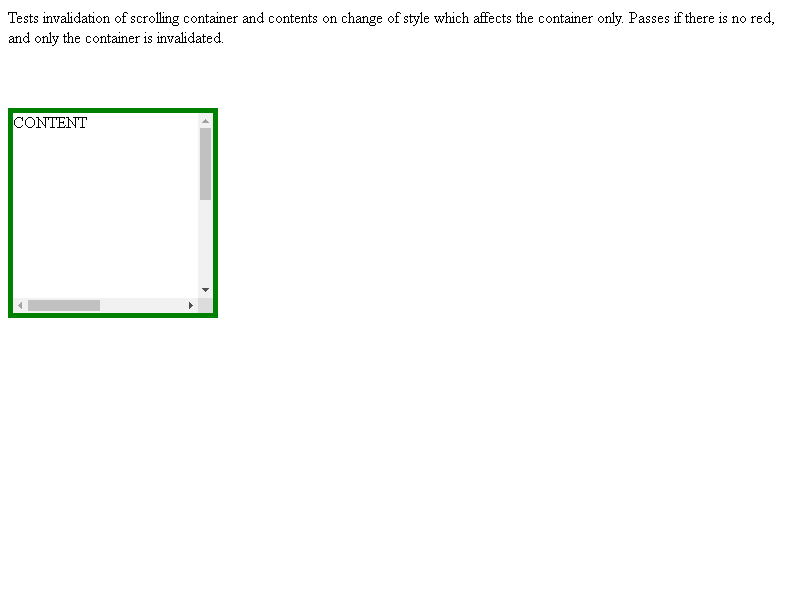 Tests invalidation of scrolling container and contents on change of style which affects the container only. Passes if there is no red,
and only the container is invalidated.
CONTENT